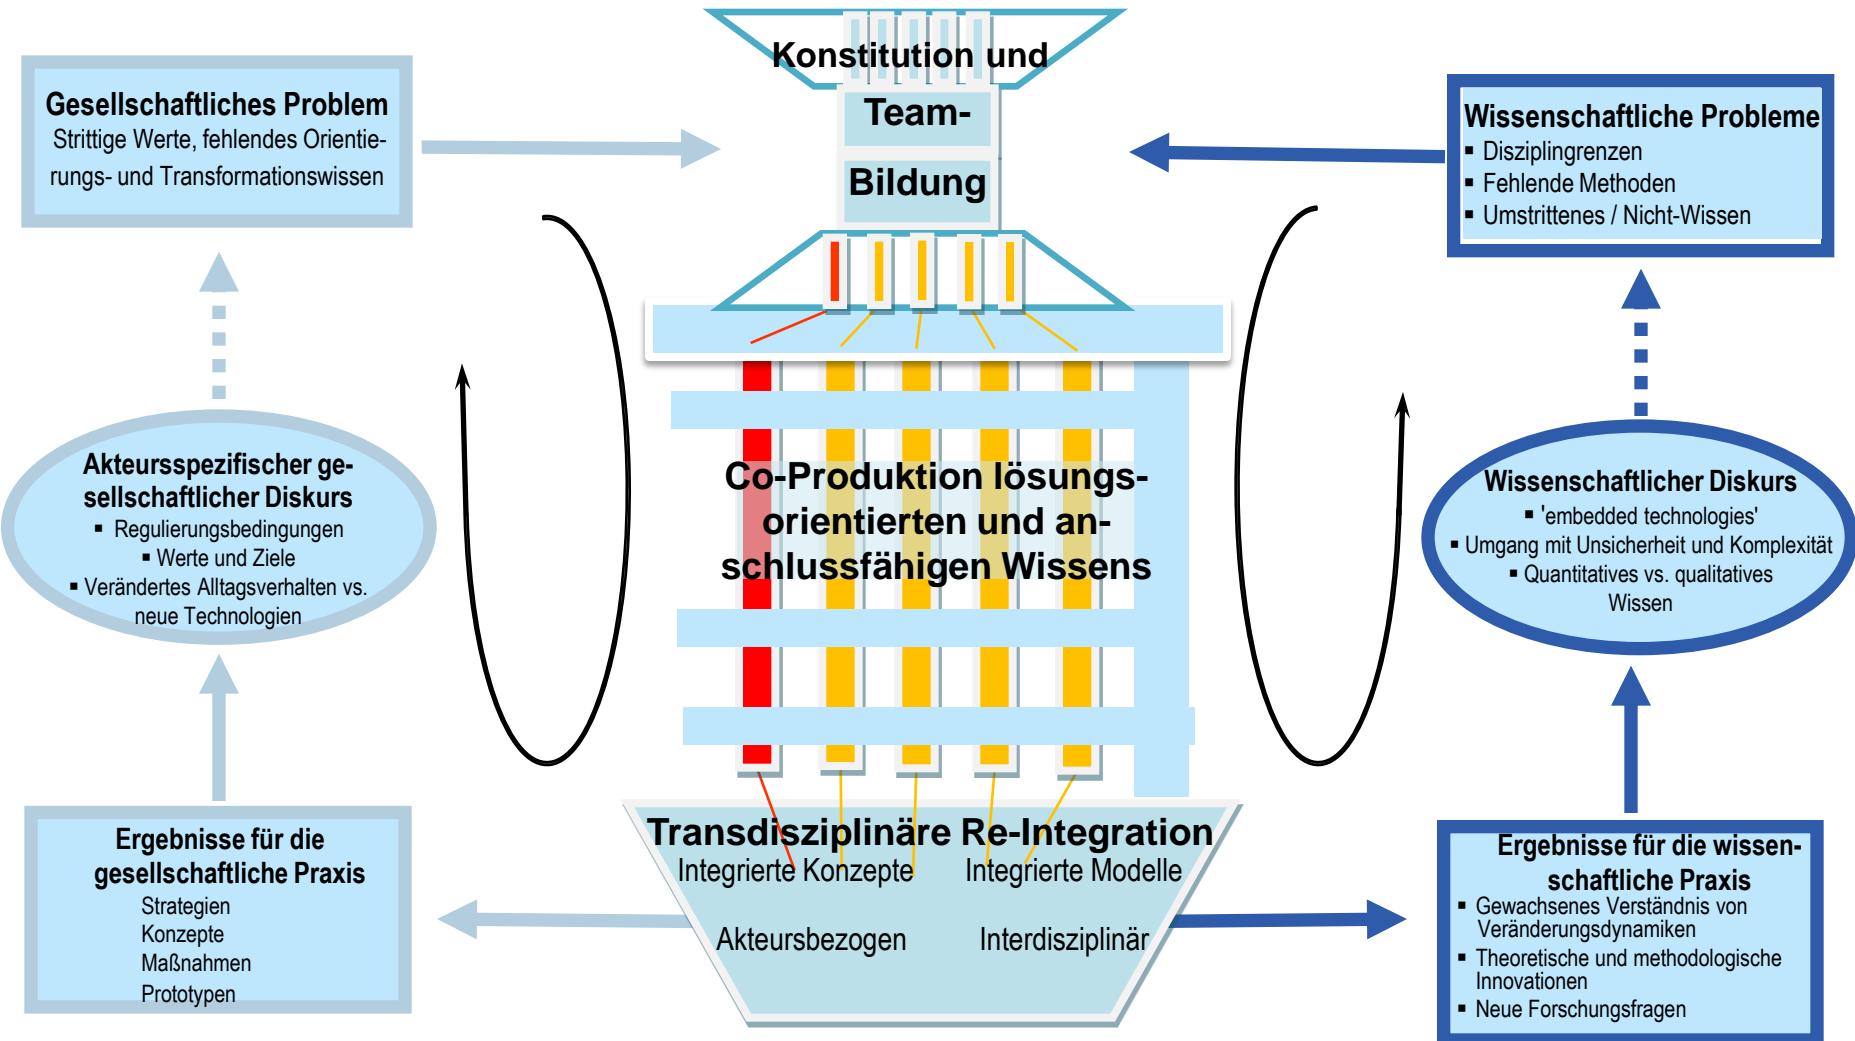 Konstitution und
Team-
Bildung
Gesellschaftliches Problem
Strittige Werte, fehlendes Orientie-
rungs- und Transformationswissen
Wissenschaftliche Probleme
▪ Disziplingrenzen
▪ Fehlende Methoden
▪ Umstrittenes / Nicht-Wissen
Akteursspezifischer ge-
sellschaftlicher Diskurs
▪ Regulierungsbedingungen
▪ Werte und Ziele
▪ Verändertes Alltagsverhalten vs.
neue Technologien
Co-Produktion lösungs-
orientierten und an-
schlussfähigen Wissens
Wissenschaftlicher Diskurs
▪ 'embedded technologies'
▪ Umgang mit Unsicherheit und Komplexität
▪ Quantitatives vs. qualitatives
Wissen
Ergebnisse für die
gesellschaftliche Praxis
Strategien
Konzepte
Maßnahmen
Prototypen
Transdisziplinäre Re-Integration
Integrierte Konzepte Integrierte Modelle
Akteursbezogen Interdisziplinär
Ergebnisse für die wissen-
schaftliche Praxis
▪ Gewachsenes Verständnis von
Veränderungsdynamiken
▪ Theoretische und methodologische
Innovationen
▪ Neue Forschungsfragen